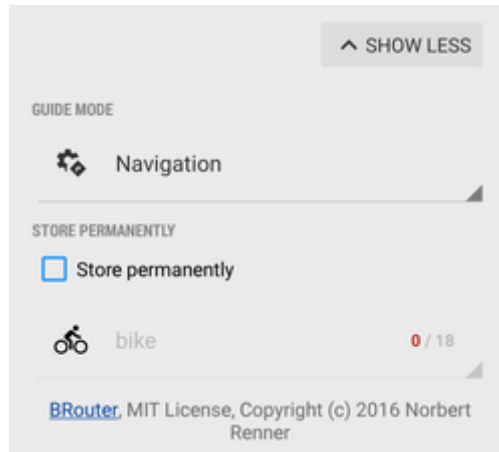 SHOW LESS
GUIDE MODE
Navigation
STORE PERMANENTLY
Store permanently
bike 0 / 18
BRouter, MIT License, Copyright (c) 2016 Norbert
Renner